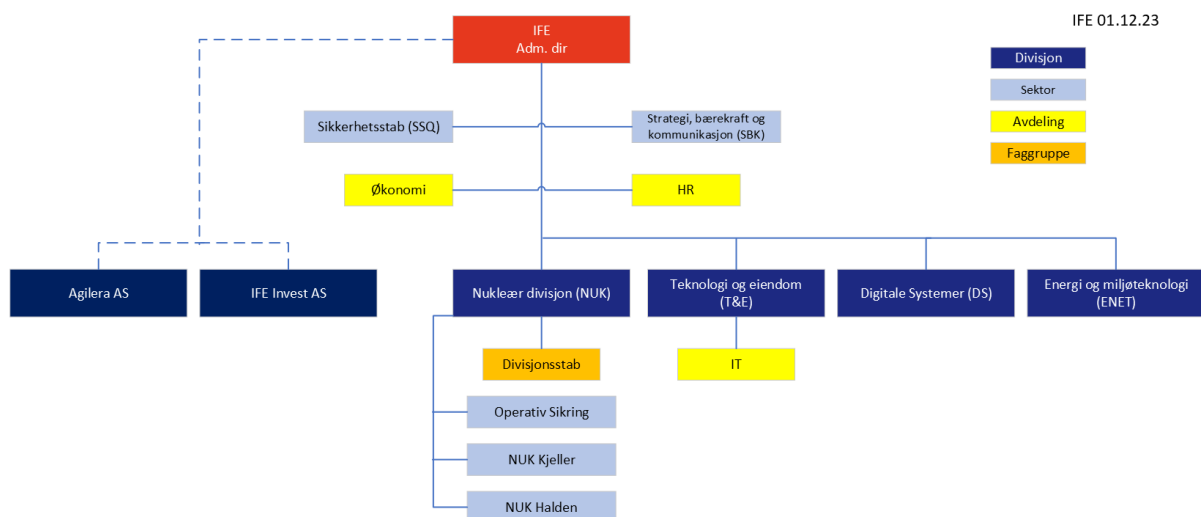 IFE 01.12.23
IFE
Adm. dir
Divisjon
Sektor
Avdeling
Faggruppe
Sikkerhetsstab (SSQ)
Strategi, bærekraft og
kommunikasjon (SBK)
Økonomi
HR
Agilera AS
IFE Invest AS
Nukleær divisjon (NUK)
Teknologi og eiendom
(T&E)
Digitale Systemer (DS)
Energi og miljøteknologi
(ENET)
Divisjonsstab
IT
Operativ Sikring
NUK Kjeller
NUK Halden